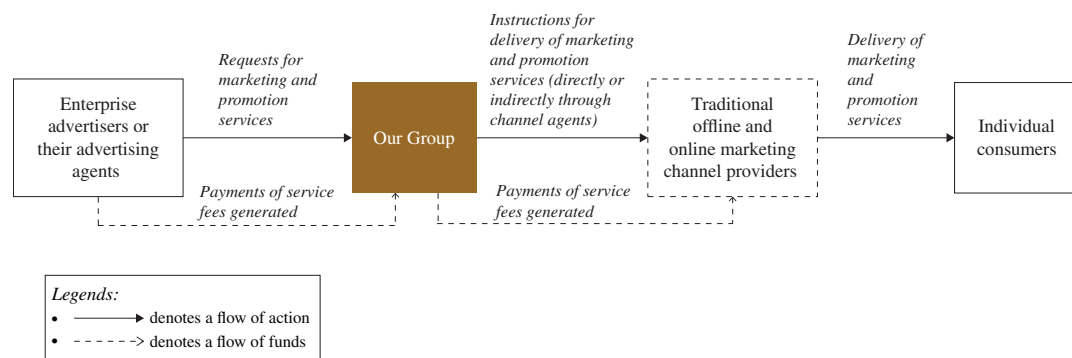 Requests for
marketing and
promotion
services
Instructions for
delivery of marketing
and promotion
services (directly or
indirectly through
channel agents)
Delivery of
marketing
and
promotion
services
Enterprise
advertisers or
their advertising
agents
Our Group
Traditional
offline and
online marketing
channel providers
Individual
consumers
Payments of service
fees generated
Payments of service
fees generated
Legends:
• denotes a flow of action
• denotes a flow of funds